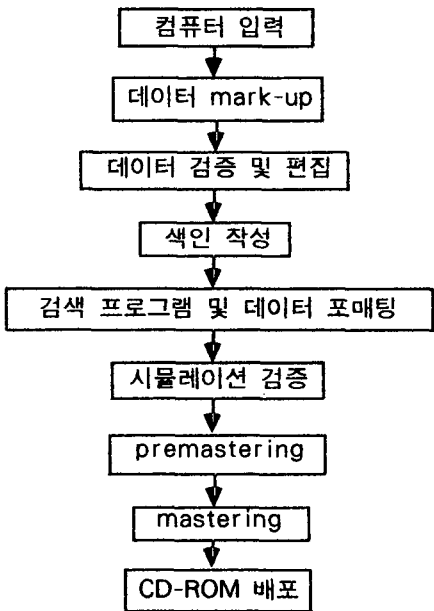 컴퓨터 입력
데이터 mark-up
데이터 검증 및 편집
색인 작성
검색 프로그램 및 데이터 포매팅
시뮬레이션 검증
premastering
mastering
CD-ROM 배포